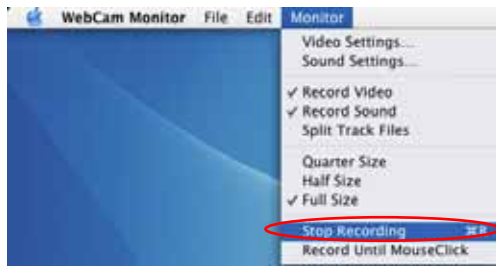 WebCam Monitor File Edit Monitor
Video Settings...
Sound Settings...
✓ Record Video
✓ Record Sound
Split Track Files
Quarter Size
Half Size
✓ Full Size
Stop Recording ⌘R
Record Until MouseClick